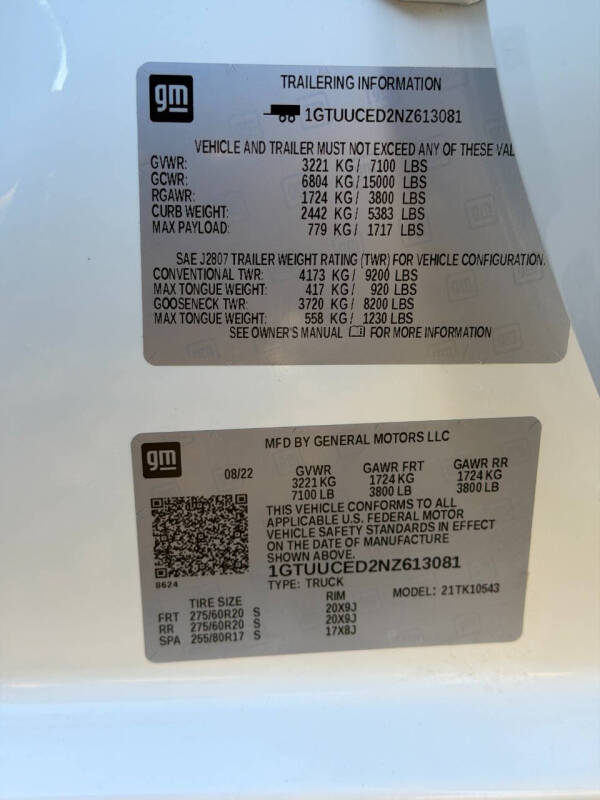 gm
TRAILERING INFORMATION
1GTUUCED2NZ613081
VEHICLE AND TRAILER MUST NOT EXCEED ANY OF THESE VAL
GVWR: 3221 KG / 7100 LBS
GCWR: 6804 KG / 15000 LBS
RGAWR: 1724 KG / 3800 LBS
CURB WEIGHT: 2442 KG / 5383 LBS
MAX PAYLOAD: 779 KG / 1717 LBS
SAE J2807 TRAILER WEIGHT RATING (TWR) FOR VEHICLE CONFIGURATION.
CONVENTIONAL TWR: 4173 KG / 9200 LBS
MAX TONGUE WEIGHT: 417 KG / 920 LBS
GOOSENECK TWR: 3720 KG / 8200 LBS
MAX TONGUE WEIGHT: 558 KG / 1230 LBS
SEE OWNER'S MANUAL FOR MORE INFORMATION
gm
MFD BY GENERAL MOTORS LLC
08/22 GVWR GAWR FRT GAWR RR
3221 KG 1724 KG 1724 KG
7100 LB 3800 LB 3800 LB
THIS VEHICLE CONFORMS TO ALL
APPLICABLE U.S. FEDERAL MOTOR
VEHICLE SAFETY STANDARDS IN EFFECT
ON THE DATE OF MANUFACTURE
SHOWN ABOVE.
1GTUUCED2NZ613081
8624
TYPE: TRUCK MODEL: 21TK10543
TIRE SIZE RIM
FRT 275/60R20 S 20X9J
RR 275/60R20 S 20X9J
SPA 255/80R17 S 17X8J